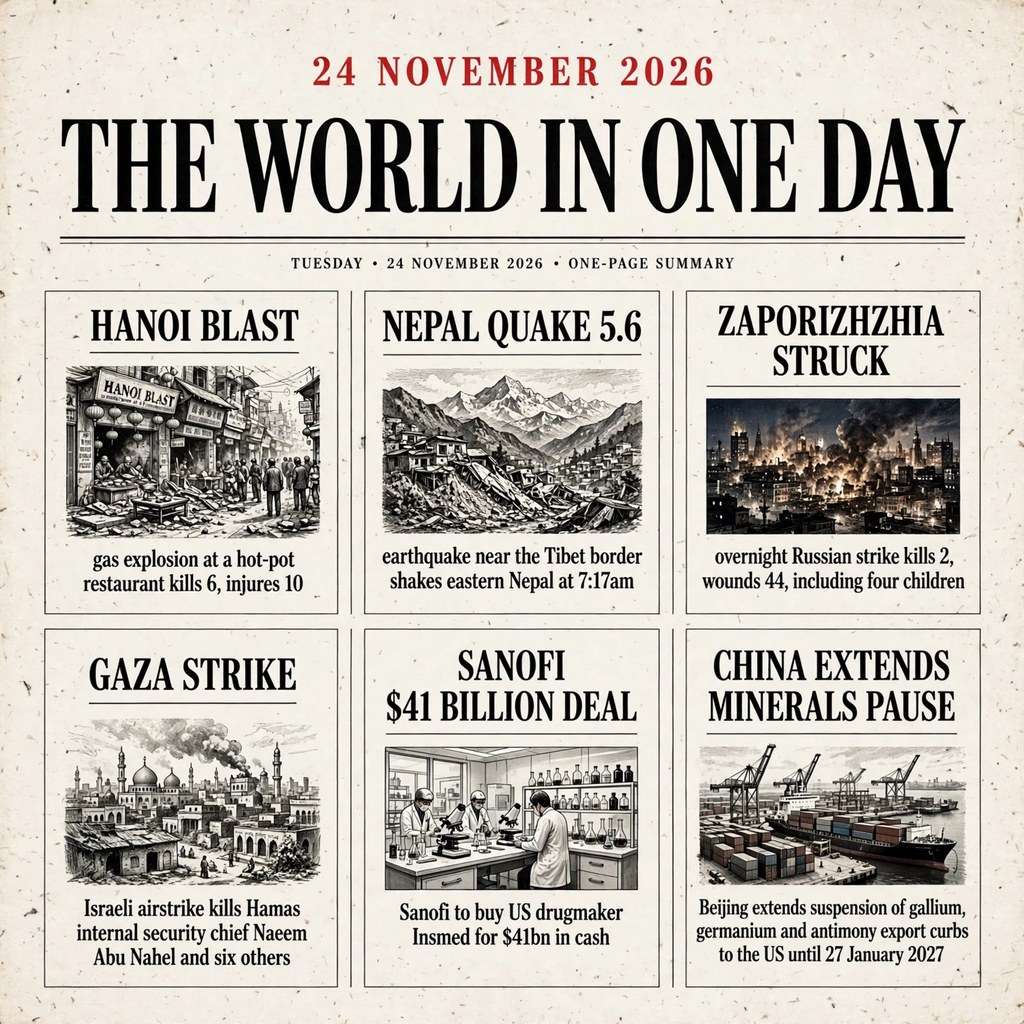 24 NOVEMBER 2026
THE WORLD IN ONE DAY
TUESDAY • 24 NOVEMBER 2026 • ONE-PAGE SUMMARY
HANOI BLAST
HANOI BLAST
gas explosion at a hot-pot
restaurant kills 6, injures 10
NEPAL QUAKE 5.6
earthquake near the Tibet border
shakes eastern Nepal at 7:17am
ZAPORIZHZHIA
STRUCK
overnight Russian strike kills 2,
wounds 44, including four children
GAZA STRIKE
Israeli airstrike kills Hamas
internal security chief Naeem
Abu Nahel and six others
SANOFI
$41 BILLION DEAL
Sanofi to buy US drugmaker
Insmed for $41bn in cash
CHINA EXTENDS
MINERALS PAUSE
Beijing extends suspension of gallium,
germanium and antimony export curbs
to the US until 27 January 2027